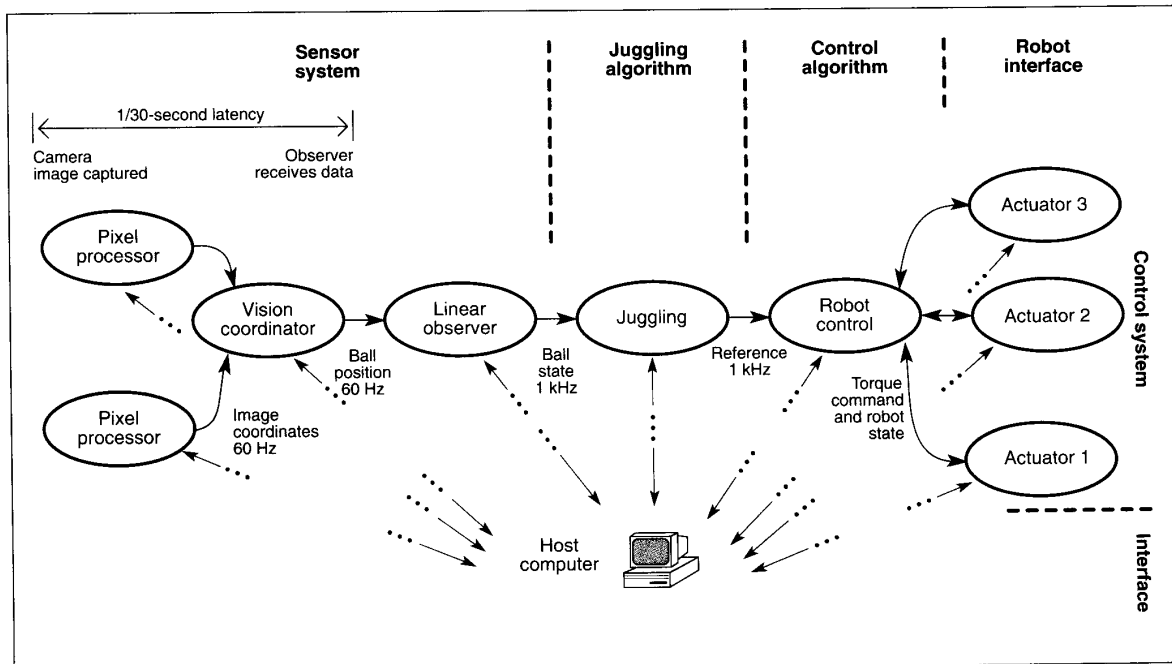 Sensor
system
Juggling
algorithm
Control
algorithm
Robot
interface
1/30-second latency
Camera
image captured
Observer
receives data
Pixel
processor
Vision
coordinator
Linear
observer
Juggling
Robot
control
Actuator 3
Actuator 2
Actuator 1
Pixel
processor
Image
coordinates
60 Hz
Ball
position
60 Hz
Ball
state
1 kHz
Reference
1 kHz
Torque
command
and robot
state
Host
computer
Control system
Interface